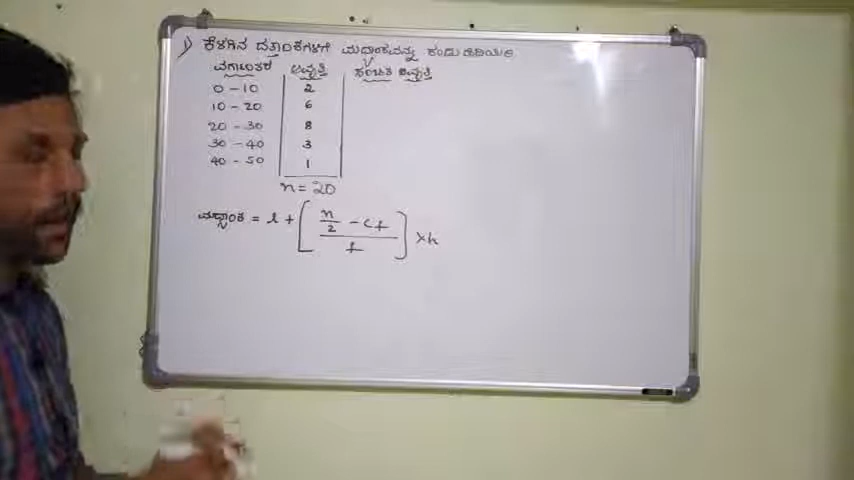 1) ಕೆಳಗಿನ ದತ್ತಾಂಶಗಳಿಗೆ ಮಧ್ಯಾಂಕವನ್ನು ಕಂಡು ಹಿಡಿಯಿರಿ
ವರ್ಗಾಂತರ ಆವೃತ್ತಿ ಸಂಚಿತ ಆವೃತ್ತಿ
0 - 10 2
10 - 20 6
20 - 30 8
30 - 40 3
40 - 50 1
n = 20
ಮಧ್ಯಾಂಕ = l + [ (n/2 - cf) / f ] × h